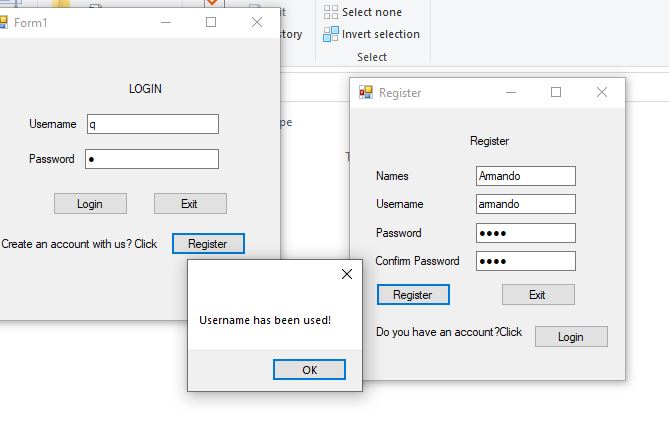 Form1
Select none
Invert selection
Select
LOGIN
Username
q
Password
Login
Exit
Create an account with us? Click
Register
Register
Register
Names
Armando
Username
armando
Password
Confirm Password
Register
Exit
Do you have an account?Click
Login
Username has been used!
OK